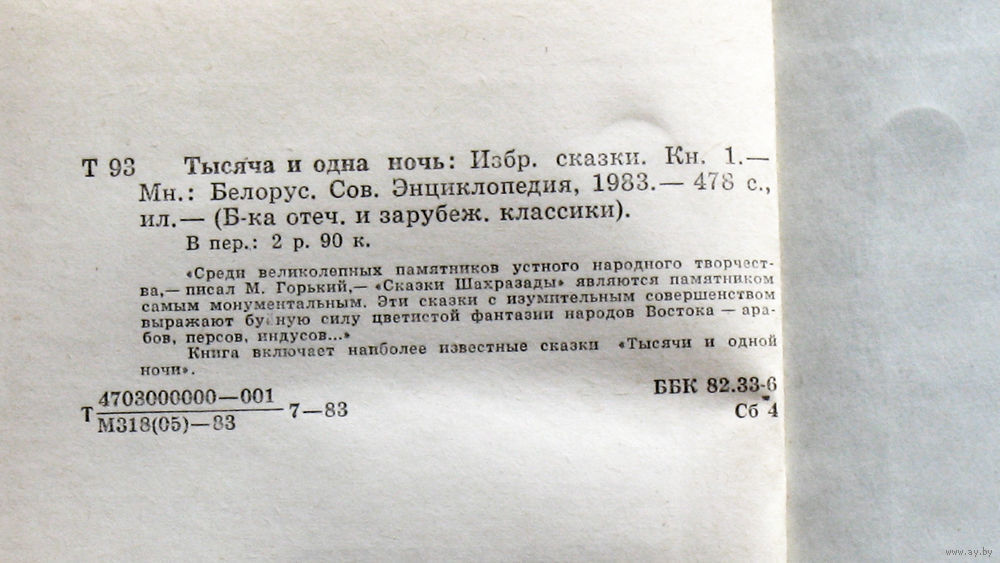 Т 93 Тысяча и одна ночь: Избр. сказки. Кн. 1.—
Мн.: Белорус. Сов. Энциклопедия, 1983.— 478 с.,
ил.— (Б-ка отеч. и зарубеж. классики).
В пер.: 2 р. 90 к.
«Среди великолепных памятников устного народного творчест-
ва,— писал М. Горький,— «Сказки Шахразады» являются памятником
самым монументальным. Эти сказки с изумительным совершенством
выражают буйную силу цветистой фантазии народов Востока — ара-
бов, персов, индусов...»
Книга включает наиболее известные сказки «Тысячи и одной
ночи».
4703000000—001
Т 7—83
М318(05)—83
ББК 82.33-6
Сб 4
www.ay.by